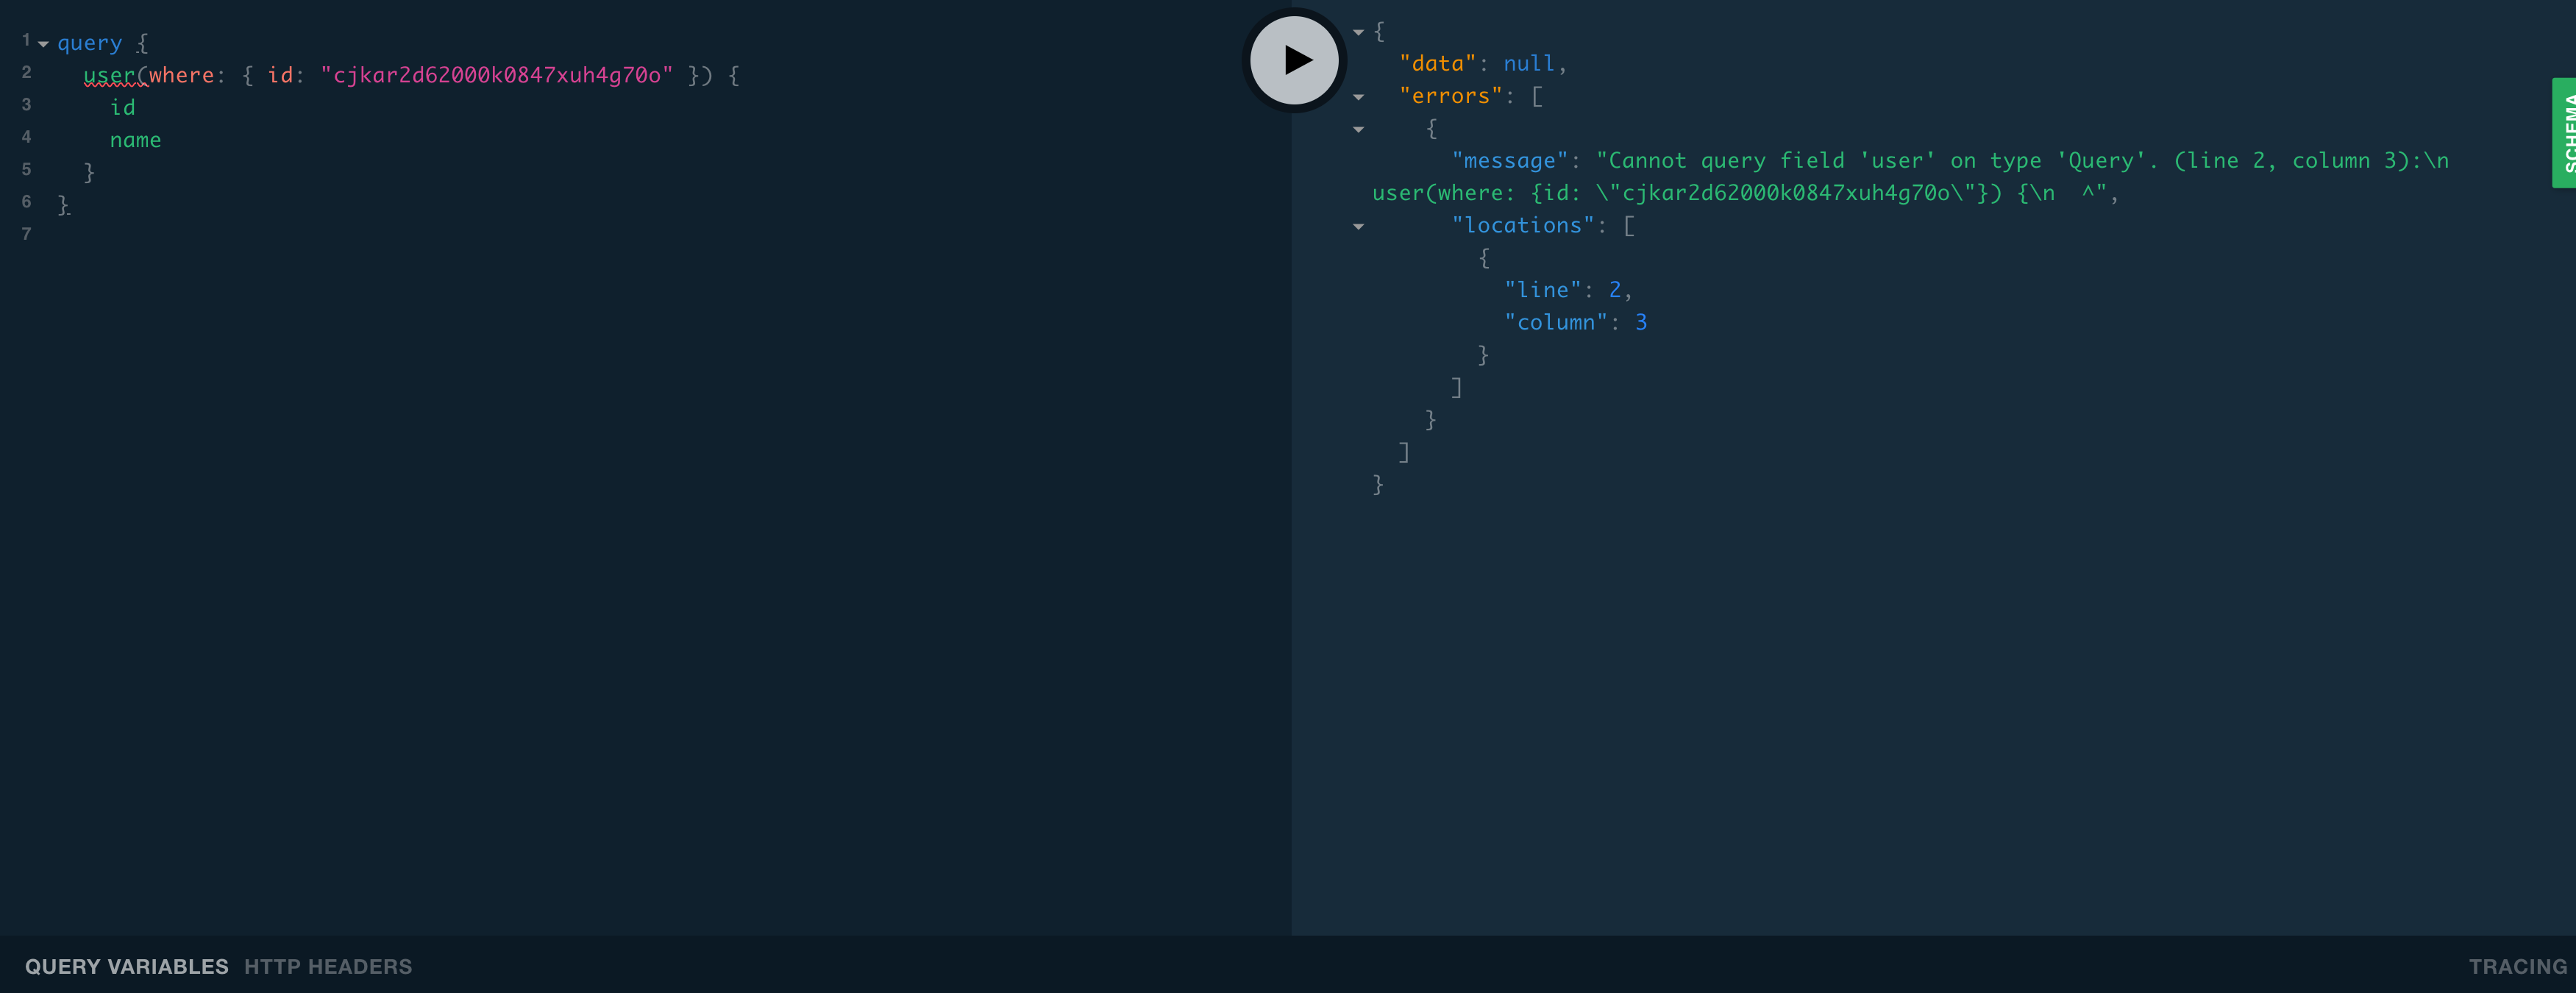 1 query {
2   user(where: { id: "cjkar2d62000k0847xuh4g70o" }) {
3     id
4     name
5   }
6 }
7
{
  "data": null,
  "errors": [
    {
      "message": "Cannot query field 'user' on type 'Query'. (line 2, column 3):\n
user(where: {id: \"cjkar2d62000k0847xuh4g70o\"}) {\n  ^",
      "locations": [
        {
          "line": 2,
          "column": 3
        }
      ]
    }
  ]
}
SCHEMA
QUERY VARIABLES HTTP HEADERS
TRACING